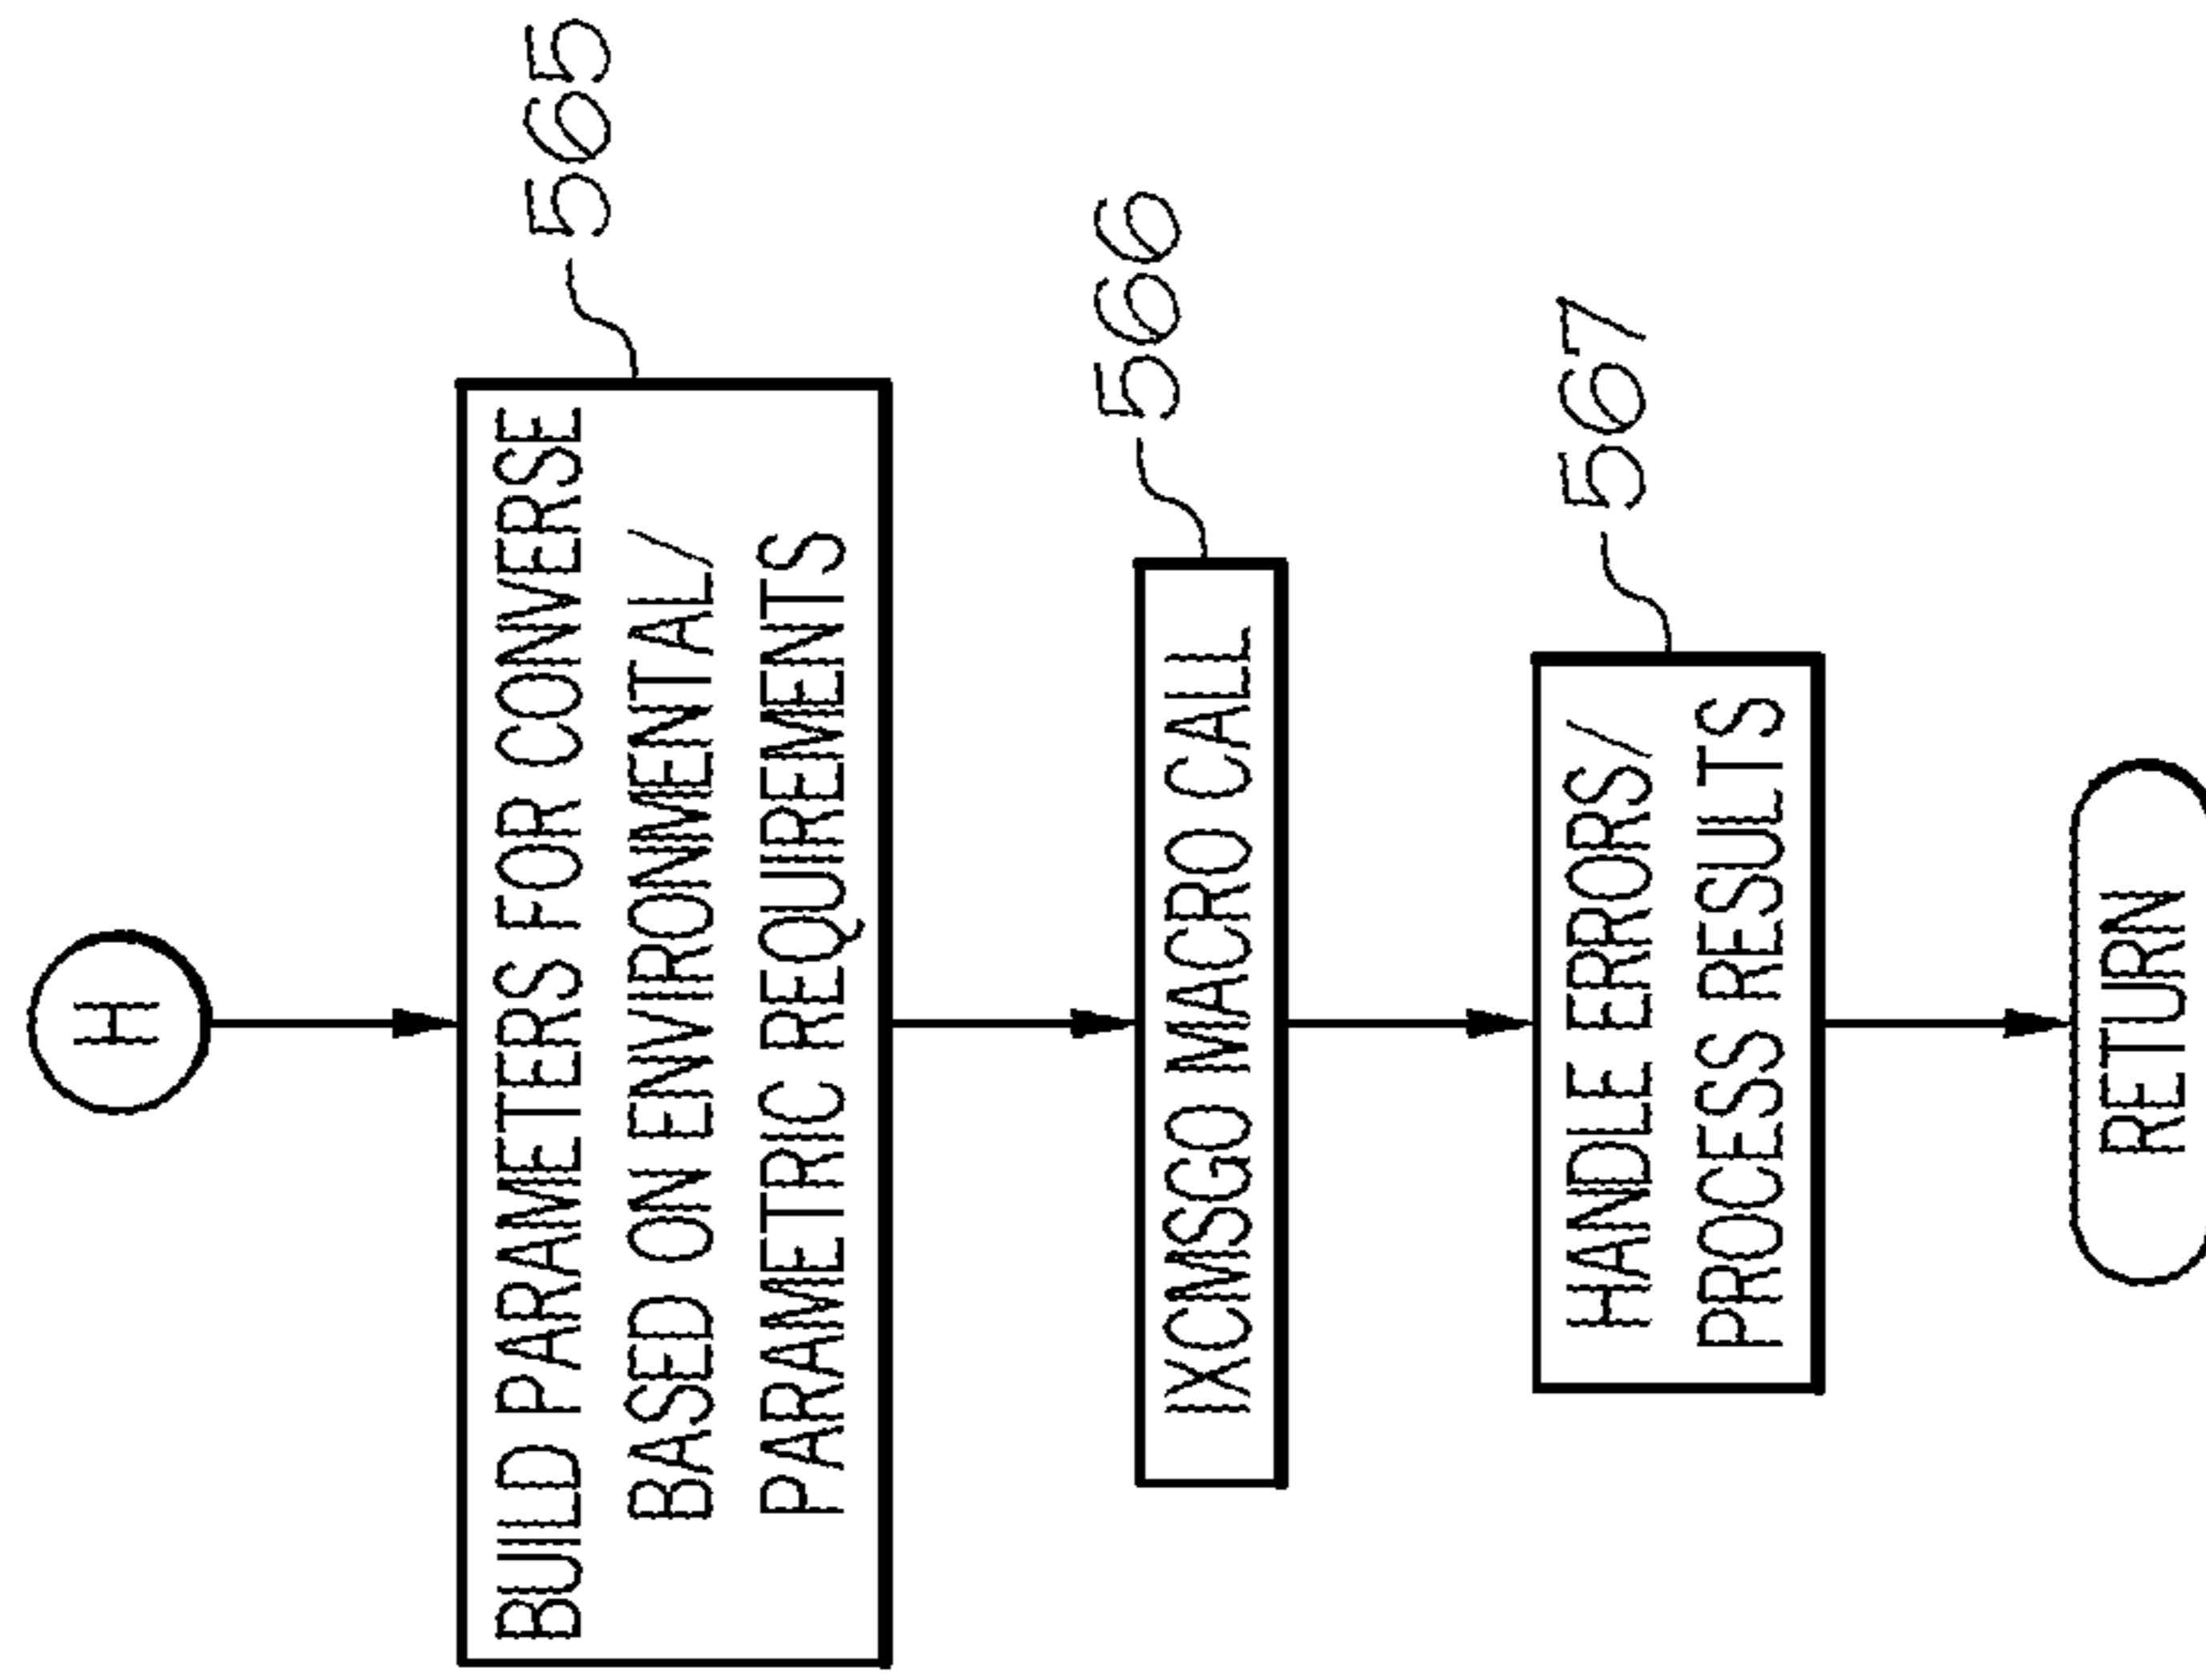 H
BUILD PARAMETERS FOR CONVERSE
BASED ON ENVIRONMENTAL/
PARAMETRIC REQUIREMENTS
565
IXCMSGO MACRO CALL
566
HANDLE ERRORS/
PROCESS RESULTS
567
RETURN